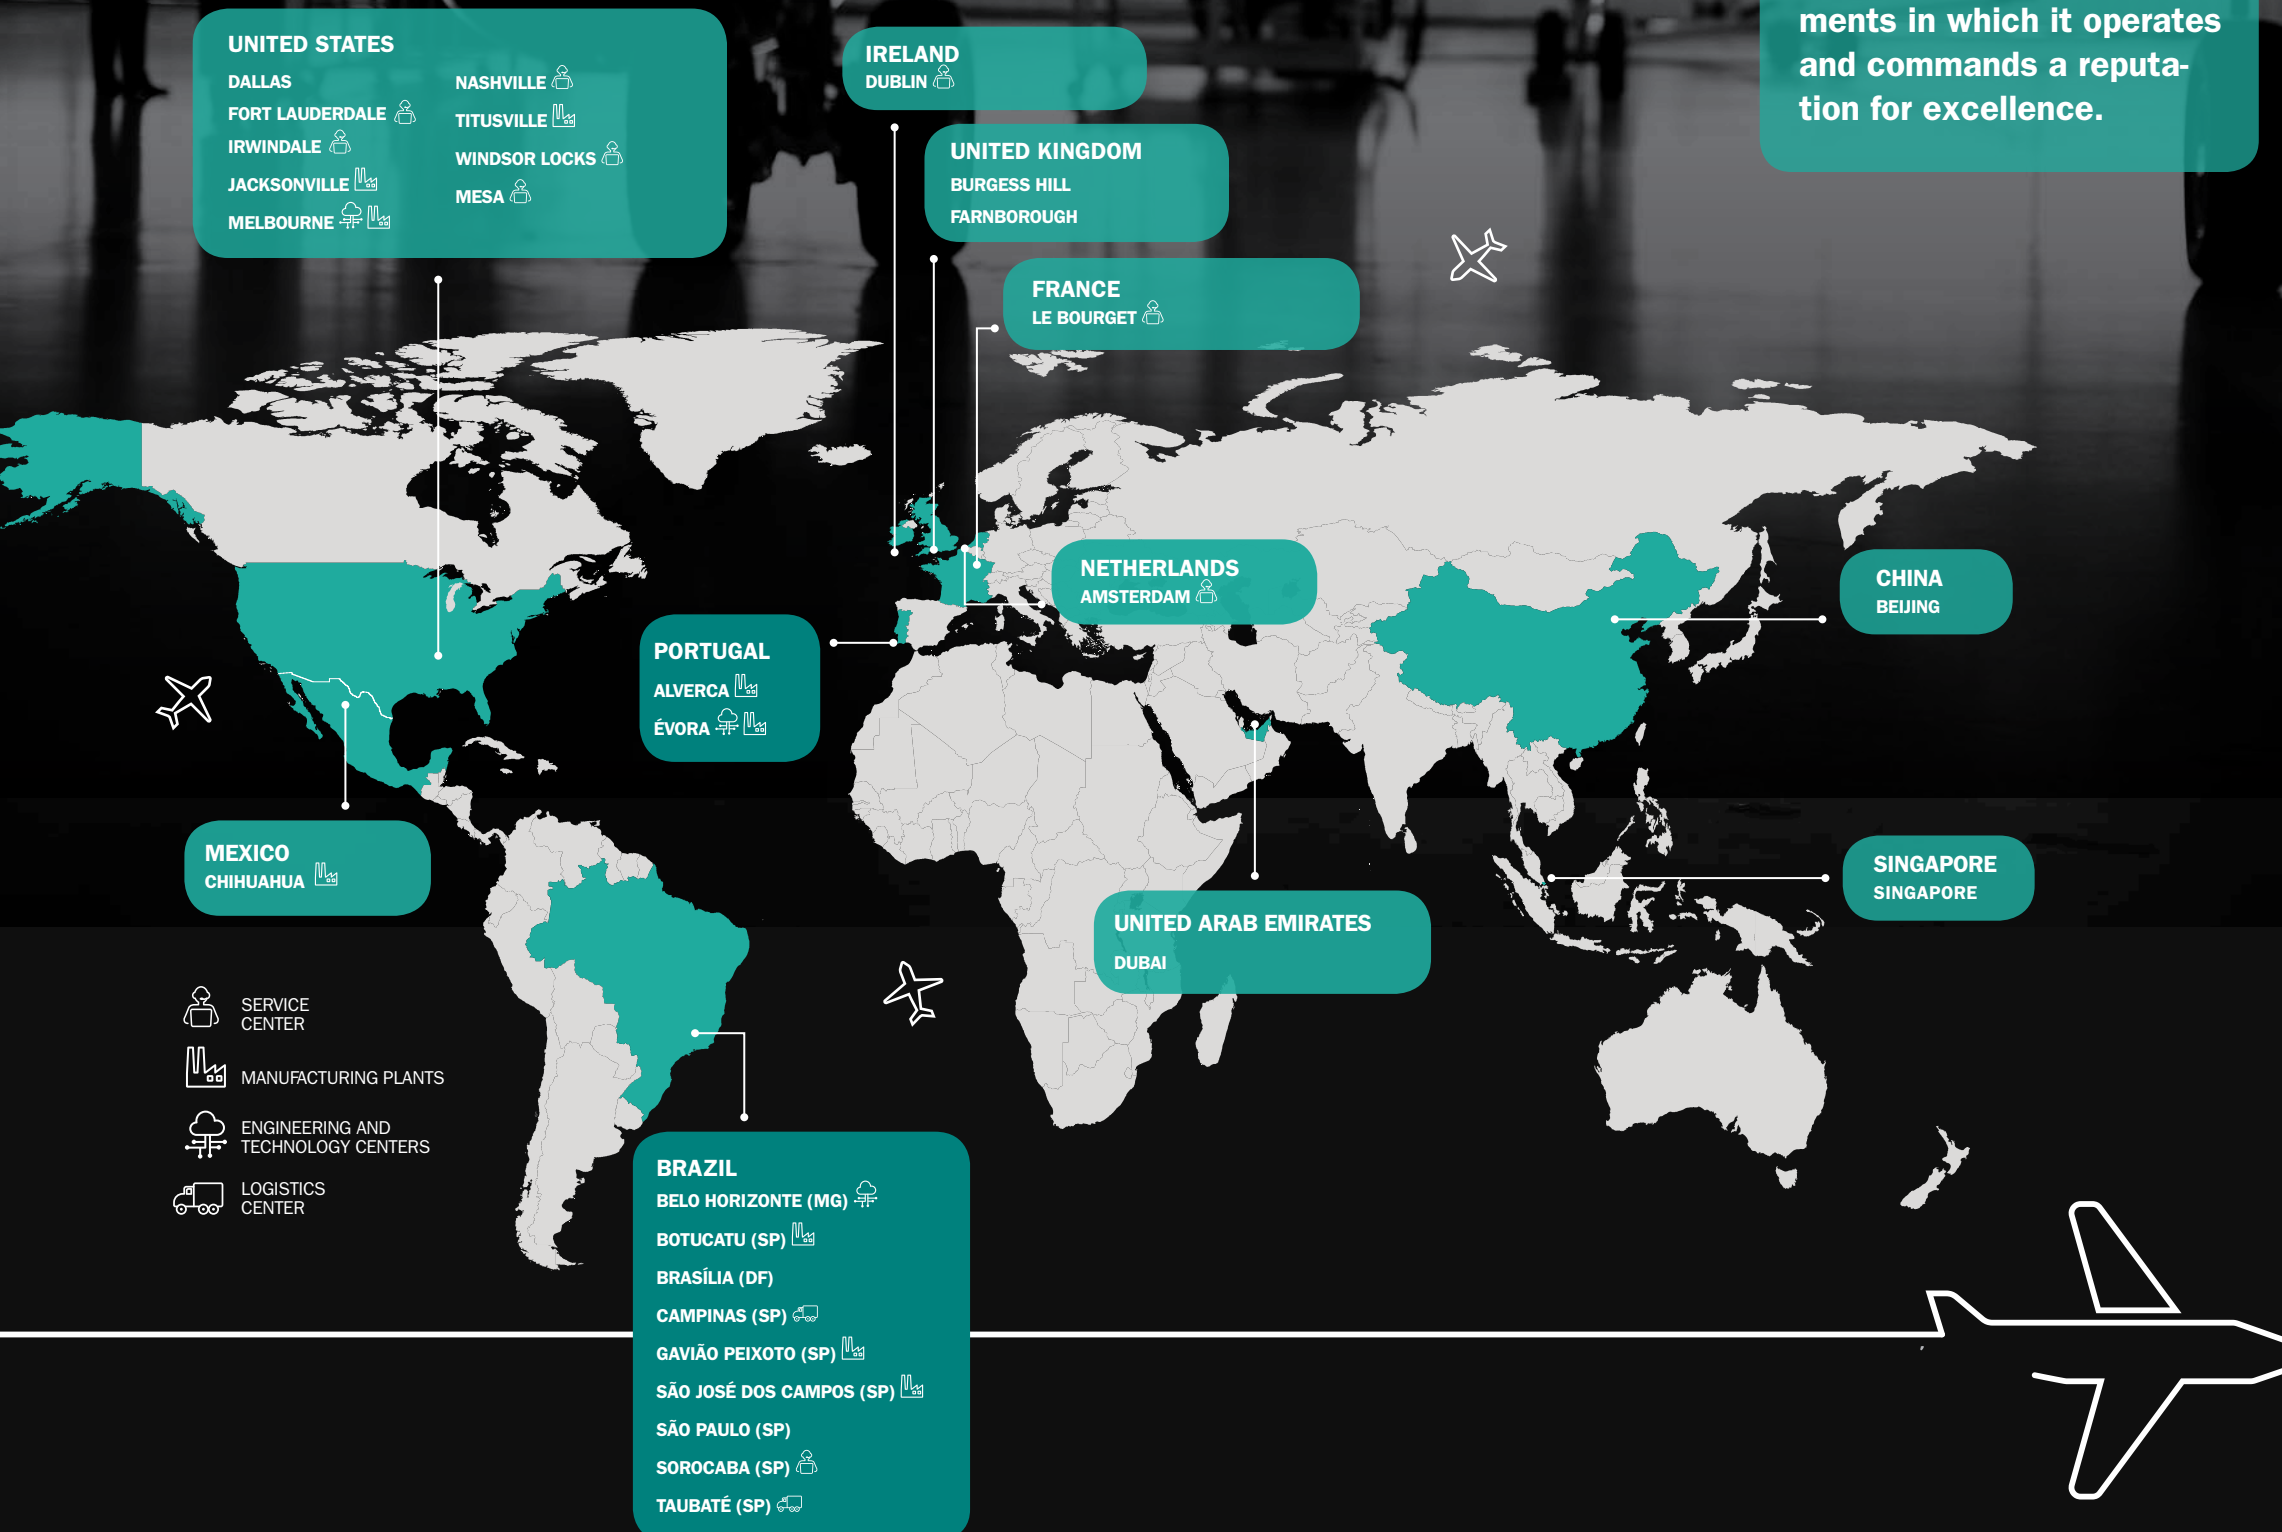 ments in which it operates
and commands a reputa-
tion for excellence.
UNITED STATES
DALLAS
FORT LAUDERDALE
IRWINDALE
JACKSONVILLE
MELBOURNE
NASHVILLE
TITUSVILLE
WINDSOR LOCKS
MESA
IRELAND
DUBLIN
UNITED KINGDOM
BURGESS HILL
FARNBOROUGH
FRANCE
LE BOURGET
NETHERLANDS
AMSTERDAM
CHINA
BEIJING
PORTUGAL
ALVERCA
ÉVORA
MEXICO
CHIHUAHUA
SINGAPORE
SINGAPORE
UNITED ARAB EMIRATES
DUBAI
SERVICE
CENTER
MANUFACTURING PLANTS
ENGINEERING AND
TECHNOLOGY CENTERS
LOGISTICS
CENTER
BRAZIL
BELO HORIZONTE (MG)
BOTUCATU (SP)
BRASÍLIA (DF)
CAMPINAS (SP)
GAVIÃO PEIXOTO (SP)
SÃO JOSÉ DOS CAMPOS (SP)
SÃO PAULO (SP)
SOROCABA (SP)
TAUBATÉ (SP)